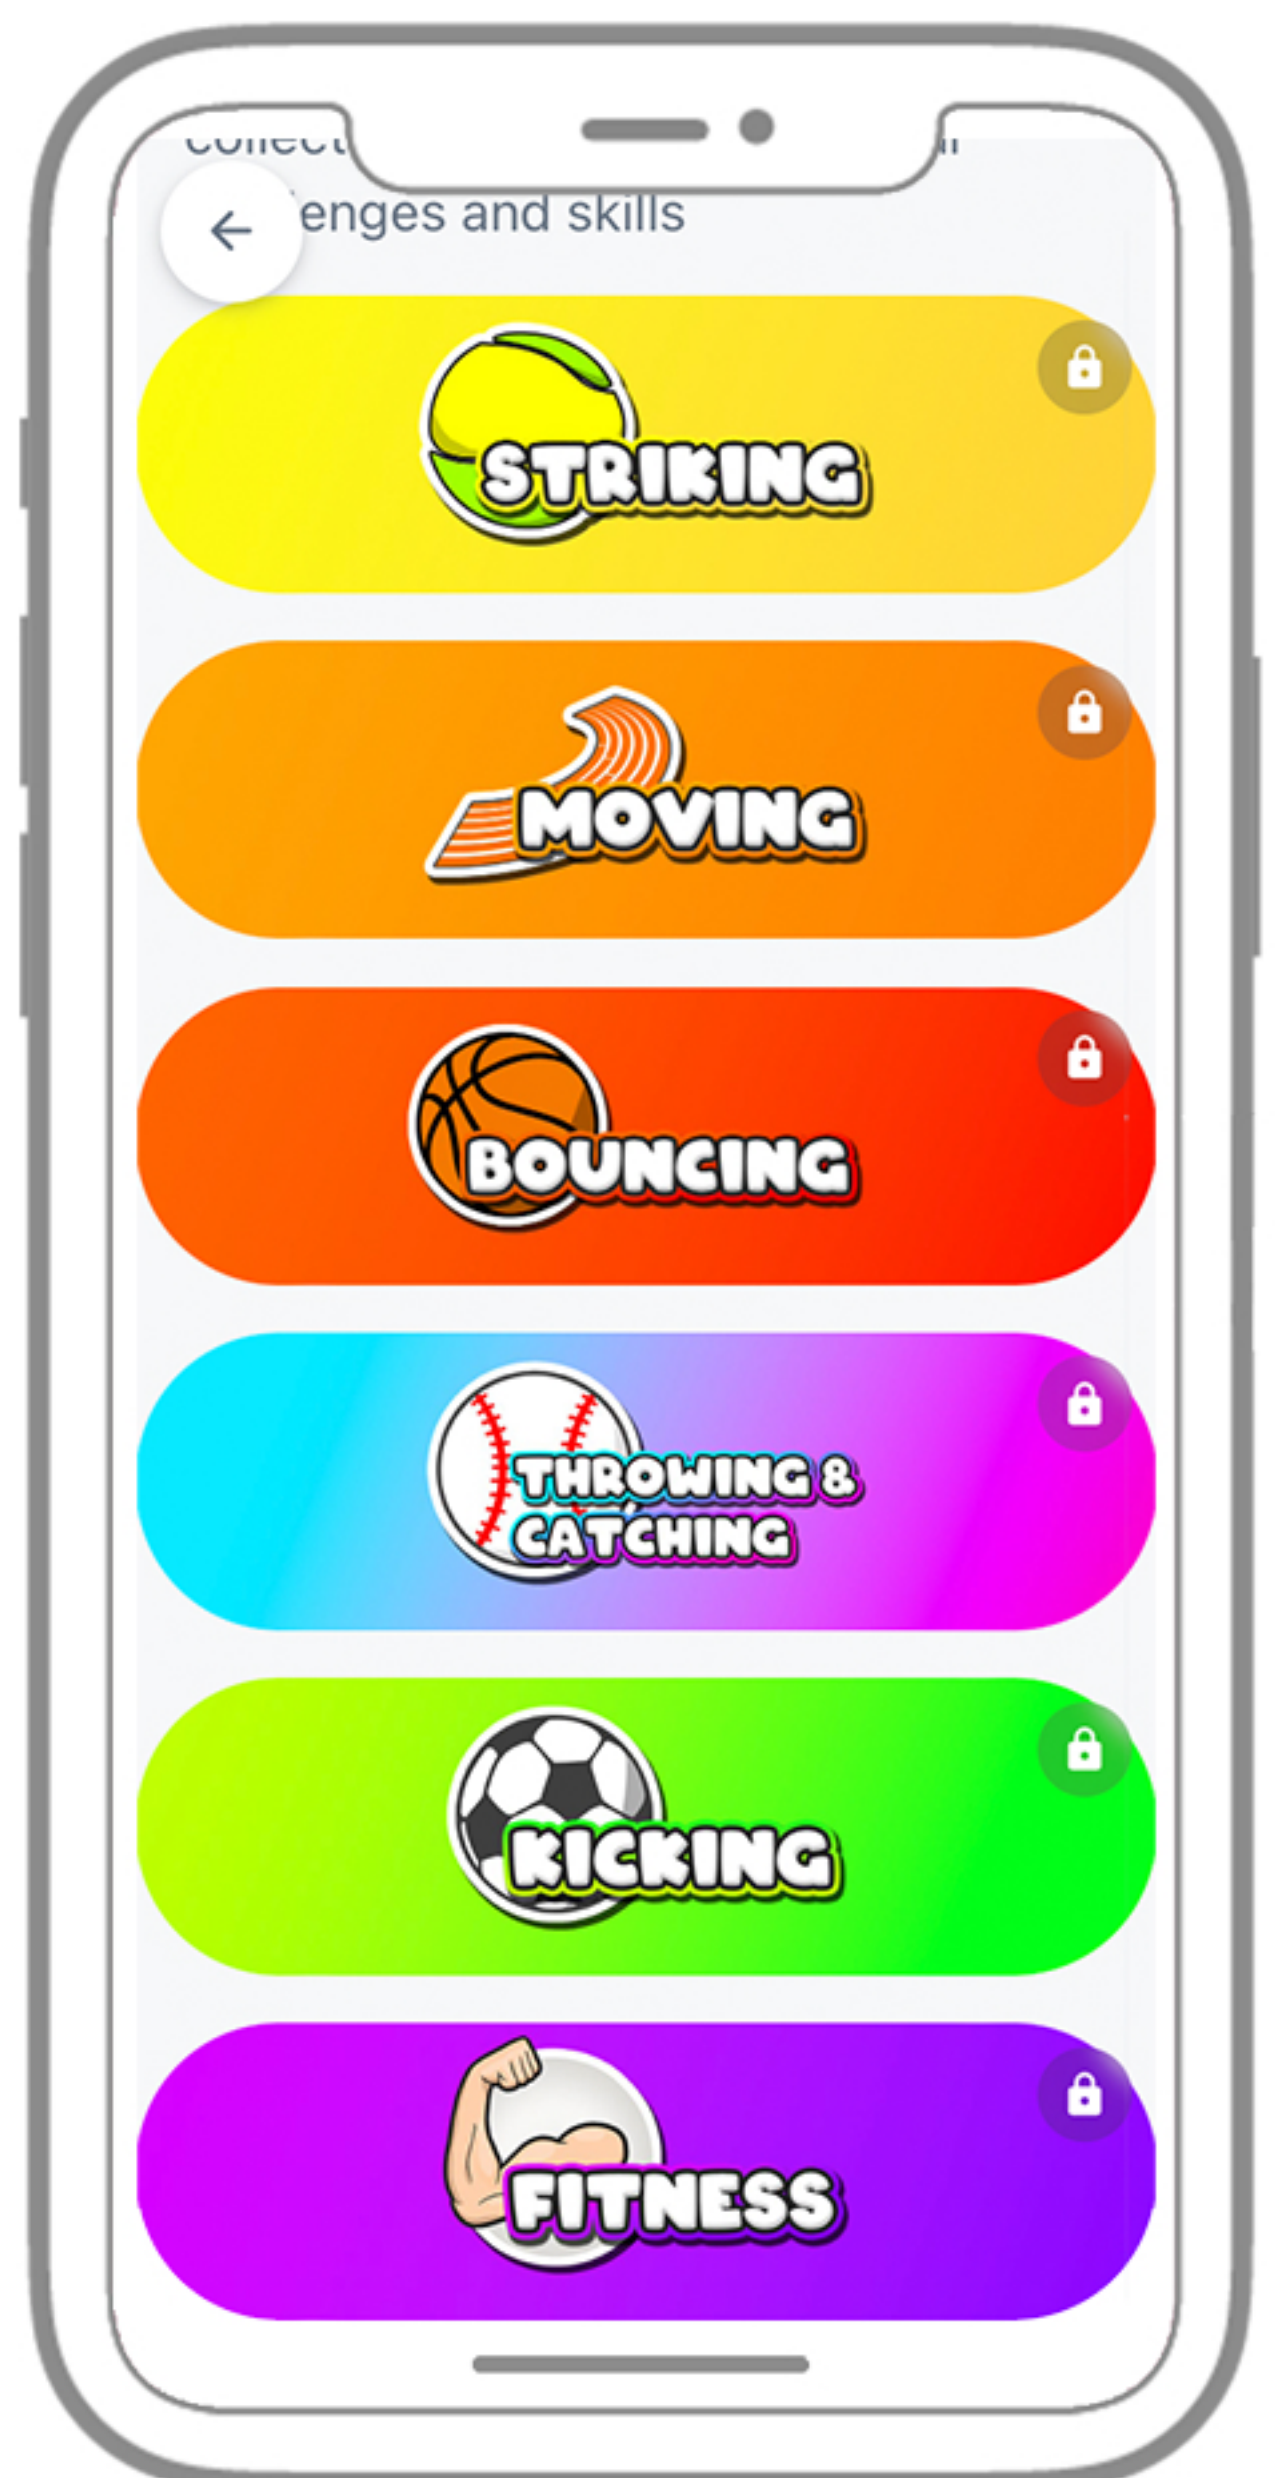 enges and skills
STRIKING
MOVING
BOUNCING
THROWING &
CATCHING
KICKING
FITNESS